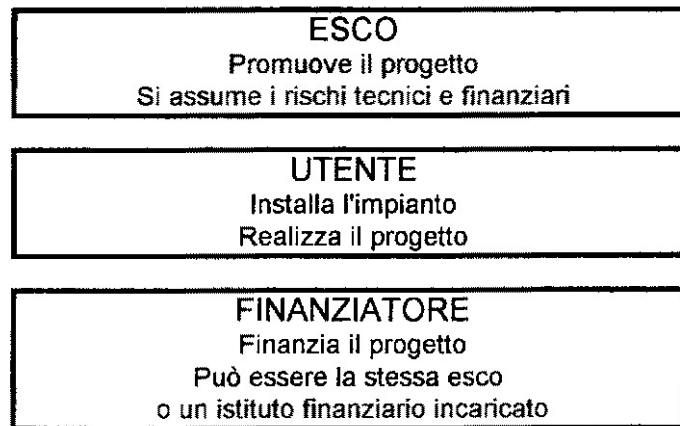 ESCO
Promuove il progetto
Si assume i rischi tecnici e finanziari
UTENTE
Installa l'impianto
Realizza il progetto
FINANZIATORE
Finanzia il progetto
Può essere la stessa esco
o un istituto finanziario incaricato